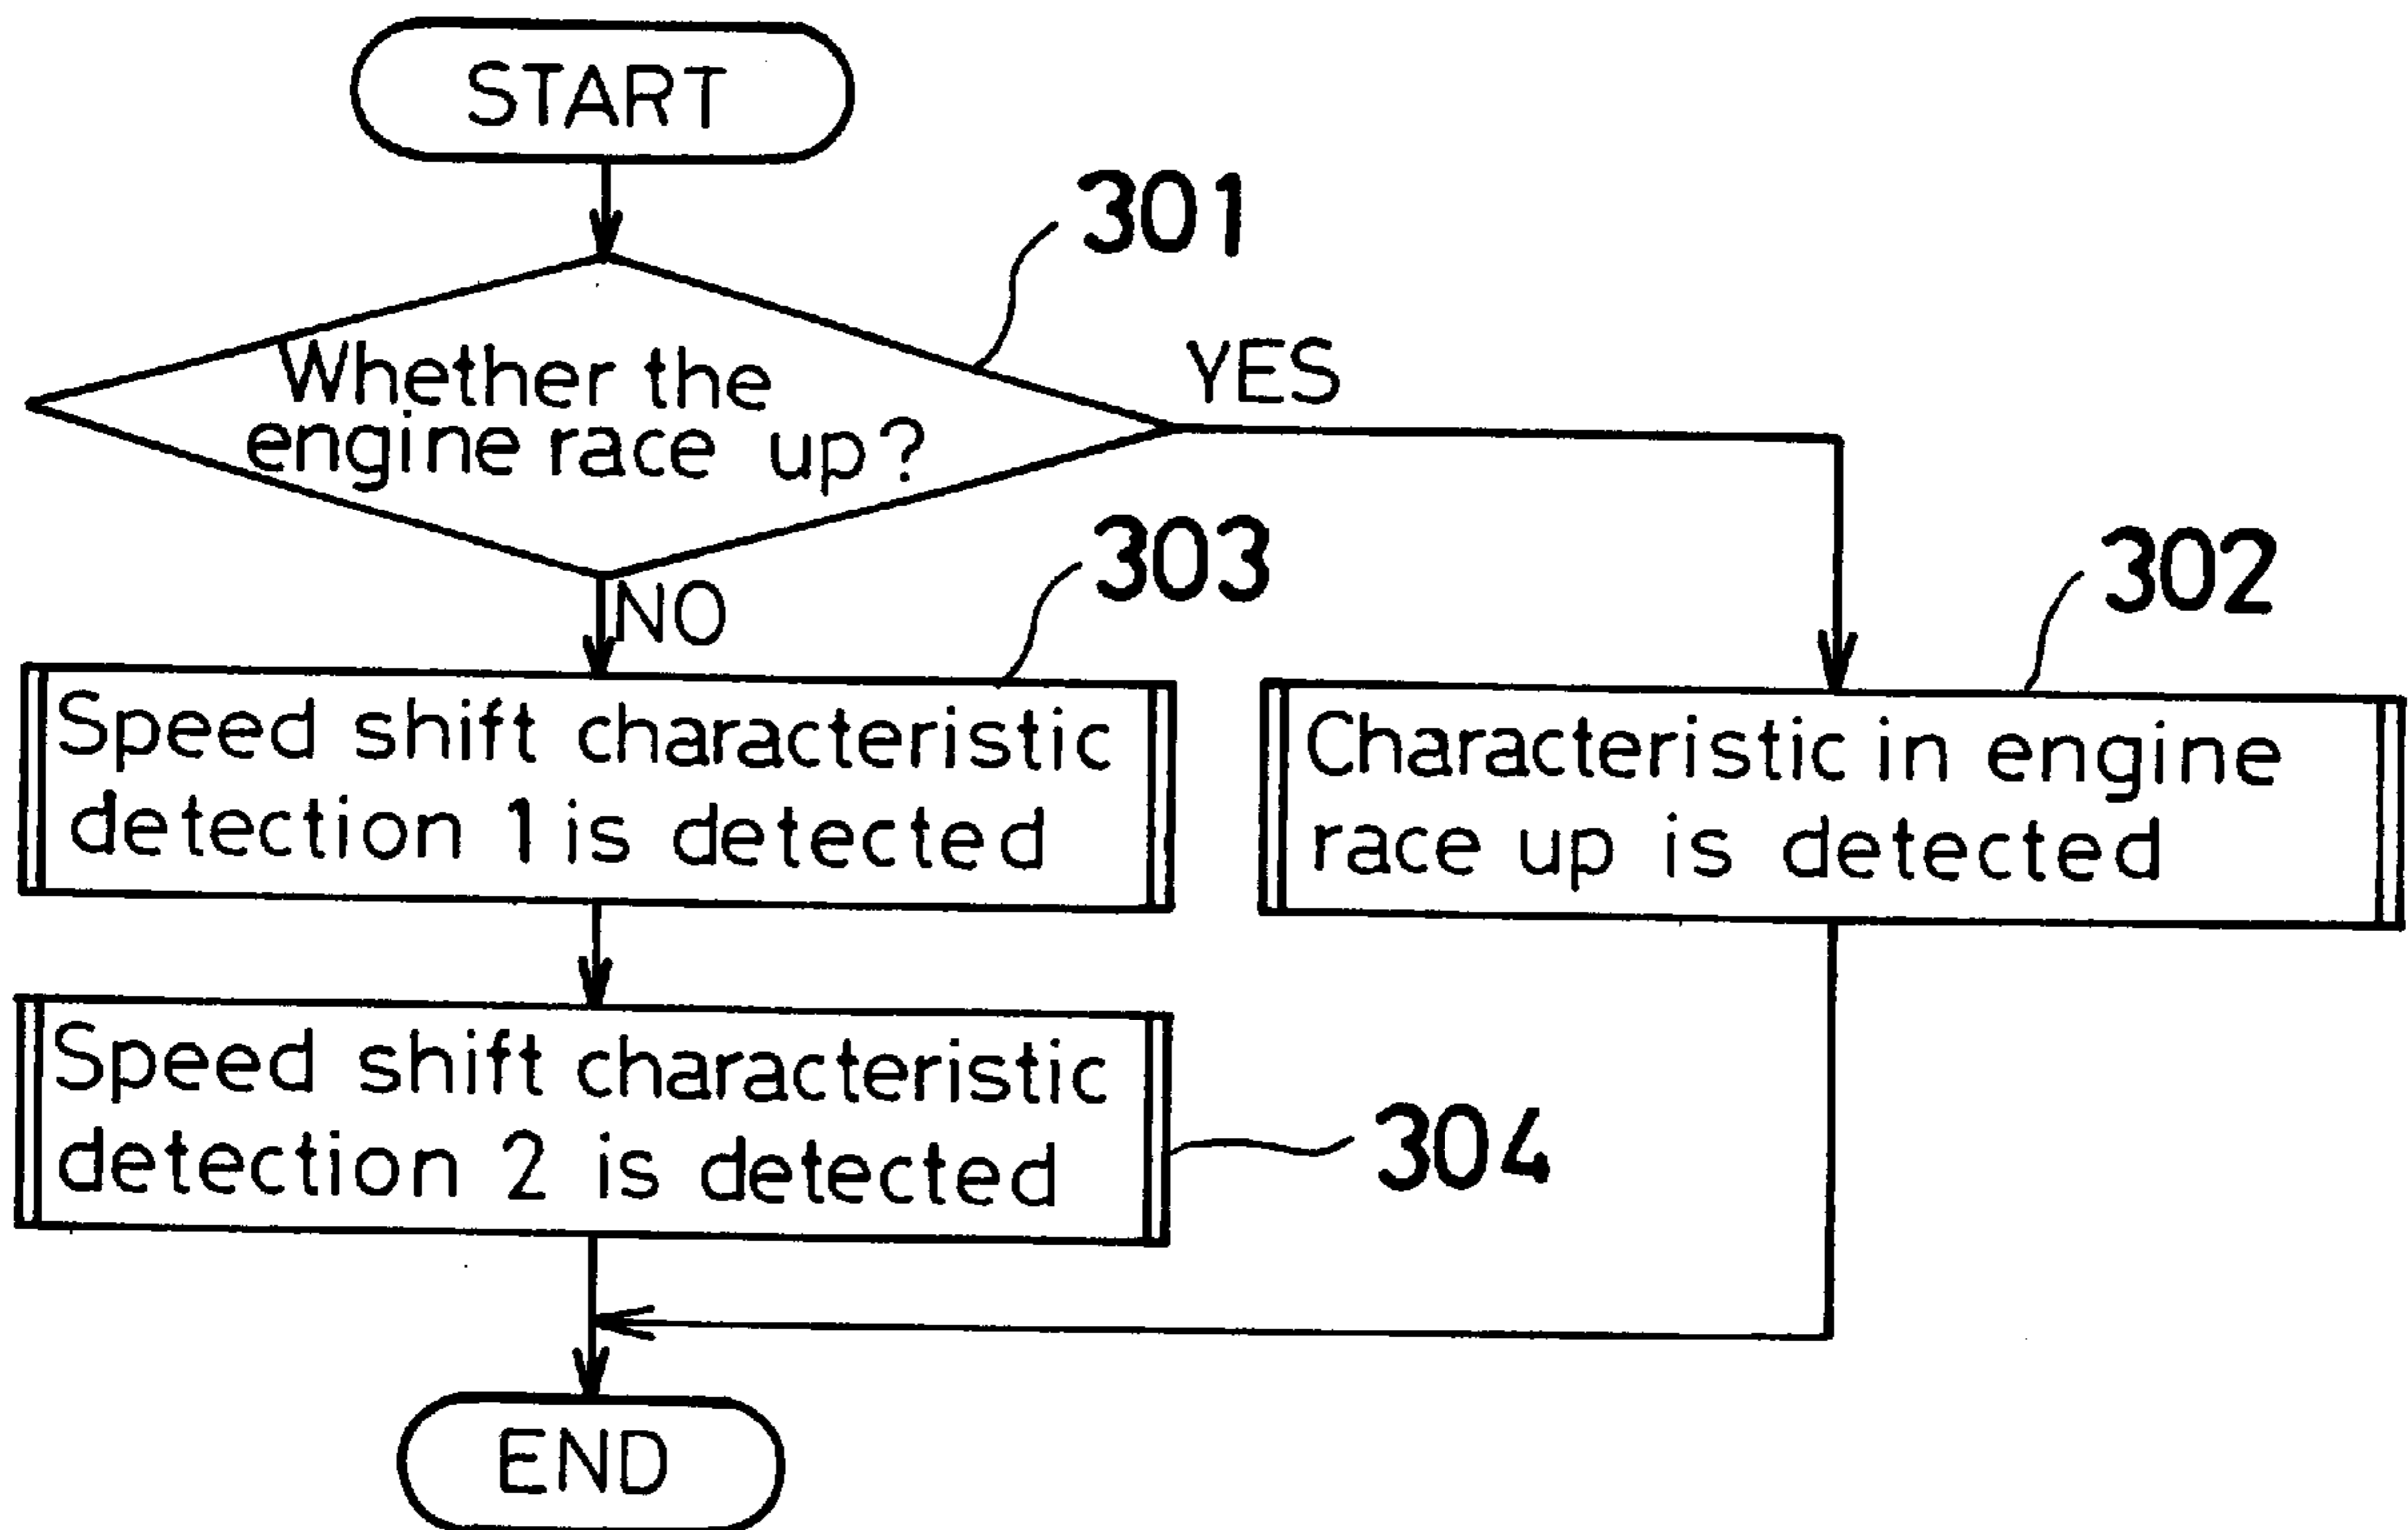 START
301
Whether the
engine race up?
YES
NO
303
302
Speed shift characteristic
detection 1 is detected
Characteristic in engine
race up is detected
Speed shift characteristic
detection 2 is detected
304
END